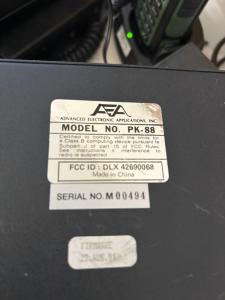 AEA
ADVANCED ELECTRONIC APPLICATIONS, INC.
MODEL NO. PK-88
Certified to comply with the limits for
a Class B computing device pursuant to
Subpart J of part 15 of FCC Rules.
See instructions if interference to
radio is suspected.
FCC ID : DLX 42690068
Made in China
SERIAL NO. M 00494
FIRMWARE